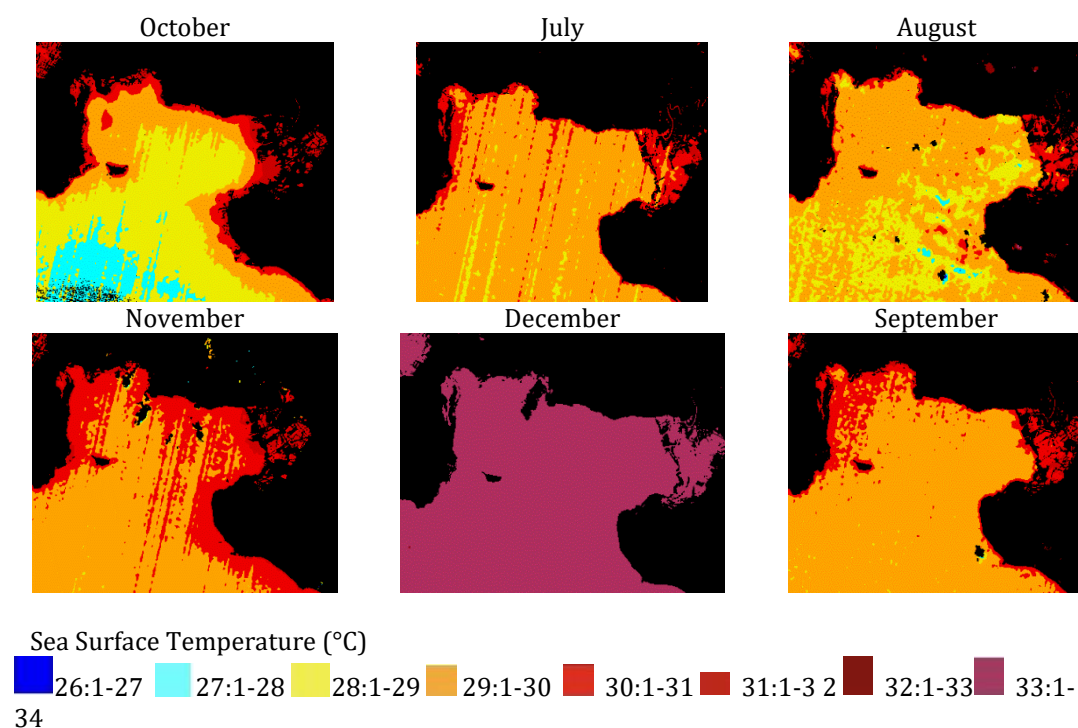 October July August
November December September
Sea Surface Temperature (°C)
26:1-27 27:1-28 28:1-29 29:1-30 30:1-31 31:1-3 2 32:1-33 33:1-
34